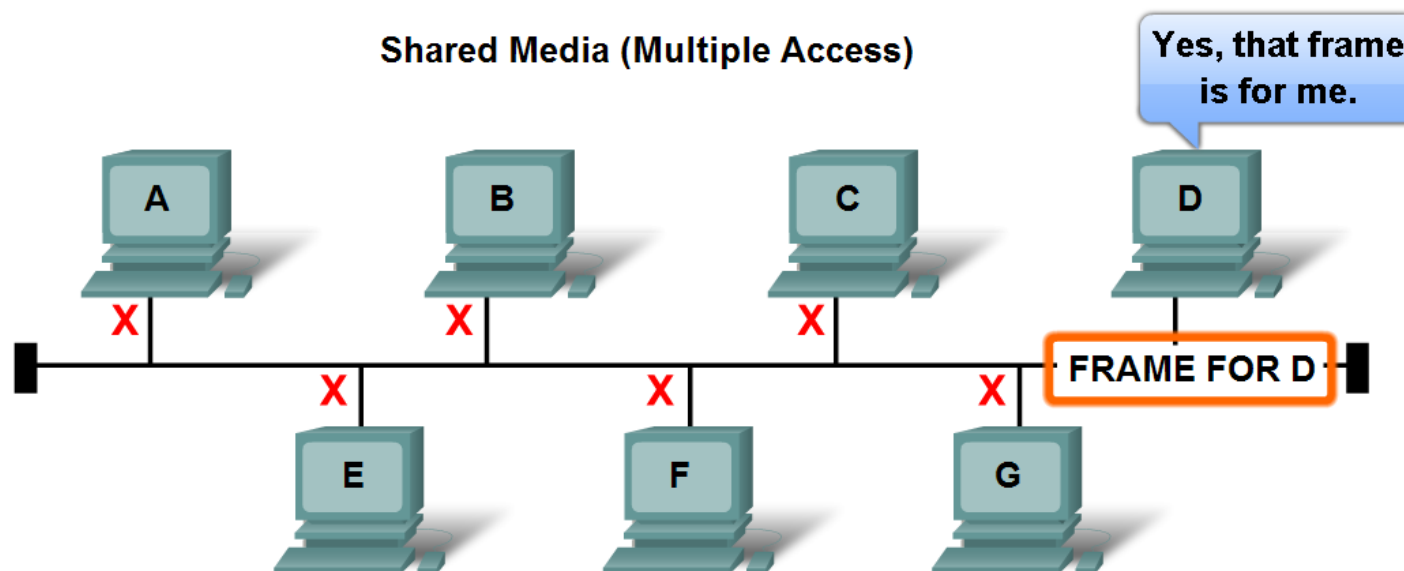 Shared Media (Multiple Access)
Yes, that frame
is for me.
A
B
C
D
X
X
X
FRAME FOR D
X
X
X
E
F
G